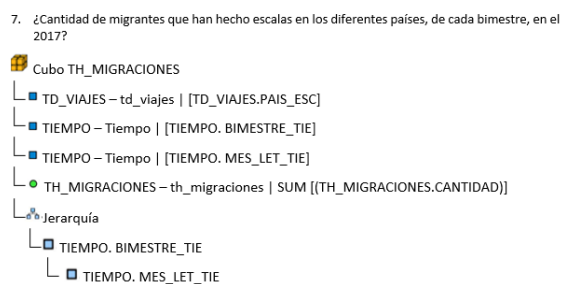 7. ¿Cantidad de migrantes que han hecho escalas en los diferentes países, de cada bimestre, en el
2017?
Cubo TH_MIGRACIONES
TD_VIAJES – td_viajes | [TD_VIAJES.PAIS_ESC]
TIEMPO – Tiempo | [TIEMPO. BIMESTRE_TIE]
TIEMPO – Tiempo | [TIEMPO. MES_LET_TIE]
TH_MIGRACIONES – th_migraciones | SUM [(TH_MIGRACIONES.CANTIDAD)]
Jerarquía
TIEMPO. BIMESTRE_TIE
TIEMPO. MES_LET_TIE